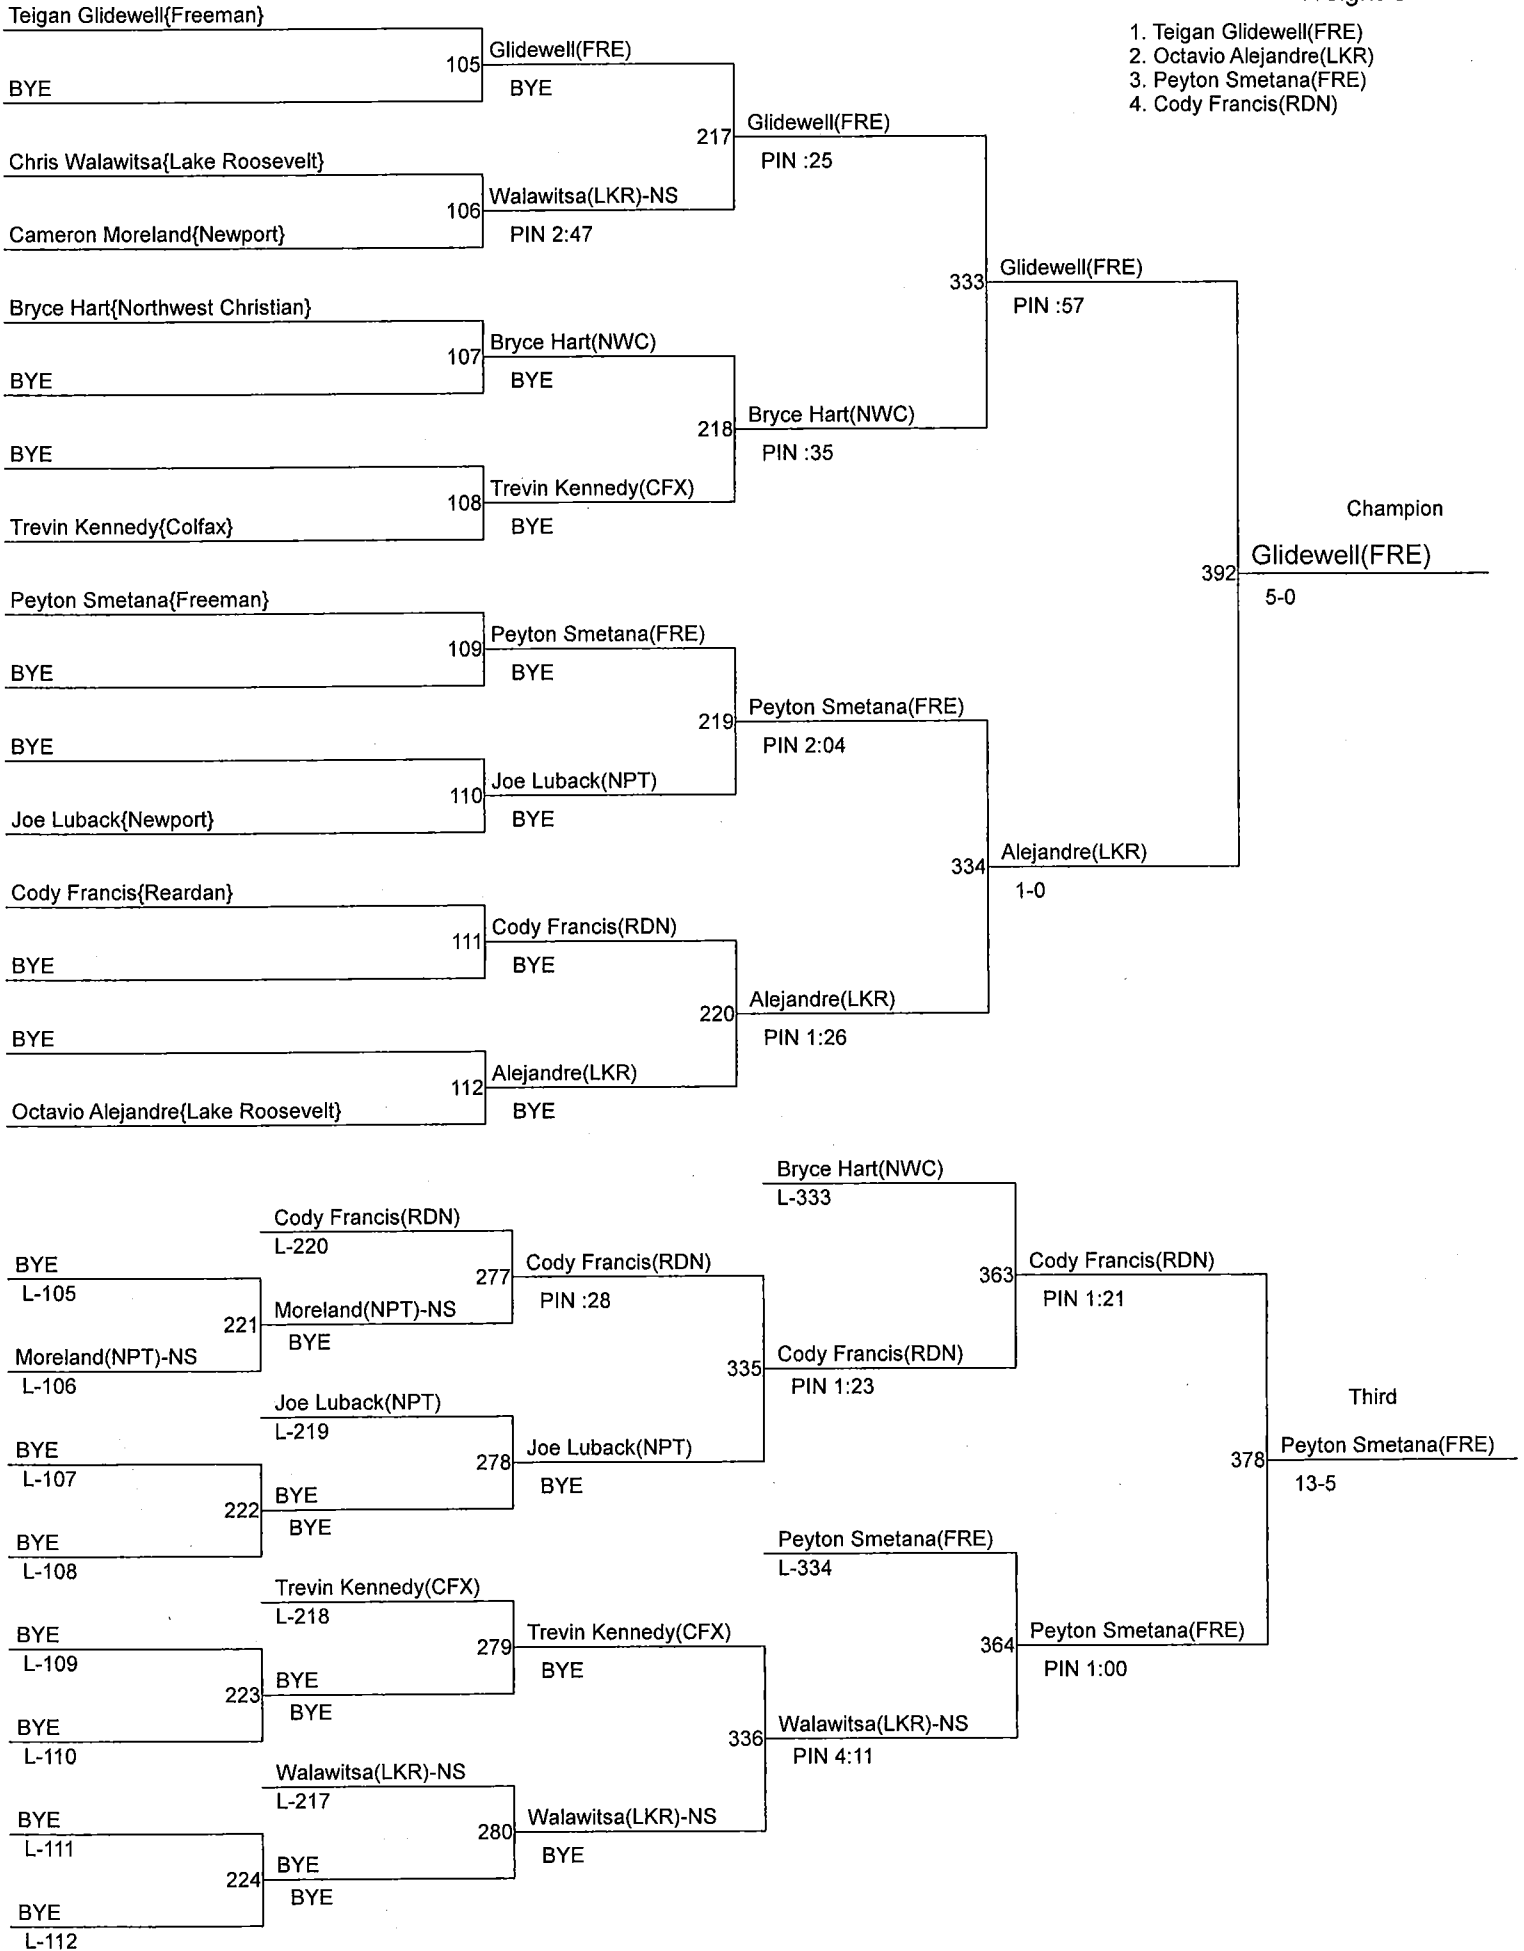 1. Teigan Glidewell(FRE)
2. Octavio Alejandre(LKR)
3. Peyton Smetana(FRE)
4. Cody Francis(RDN)
Teigan Glidewell{Freeman}
105
Glidewell(FRE)
BYE
BYE
217
Glidewell(FRE)
PIN :25
Chris Walawitsa{Lake Roosevelt}
106
Walawitsa(LKR)-NS
PIN 2:47
Cameron Moreland{Newport}
333
Glidewell(FRE)
PIN :57
Bryce Hart{Northwest Christian}
107
Bryce Hart(NWC)
BYE
BYE
218
Bryce Hart(NWC)
PIN :35
BYE
108
Trevin Kennedy(CFX)
BYE
Trevin Kennedy{Colfax}
Champion
392
Glidewell(FRE)
5-0
Peyton Smetana{Freeman}
109
Peyton Smetana(FRE)
BYE
BYE
219
Peyton Smetana(FRE)
PIN 2:04
BYE
110
Joe Luback(NPT)
BYE
Joe Luback{Newport}
334
Alejandre(LKR)
1-0
Cody Francis{Reardan}
111
Cody Francis(RDN)
BYE
BYE
220
Alejandre(LKR)
PIN 1:26
BYE
112
Alejandre(LKR)
BYE
Octavio Alejandre{Lake Roosevelt}
Bryce Hart(NWC)
L-333
Cody Francis(RDN)
L-220
BYE
L-105
277
Cody Francis(RDN)
PIN :28
363
Cody Francis(RDN)
PIN 1:21
221
Moreland(NPT)-NS
BYE
Moreland(NPT)-NS
L-106
335
Cody Francis(RDN)
PIN 1:23
Joe Luback(NPT)
L-219
Third
BYE
L-107
278
Joe Luback(NPT)
BYE
378
Peyton Smetana(FRE)
13-5
222
BYE
BYE
BYE
L-108
Peyton Smetana(FRE)
L-334
Trevin Kennedy(CFX)
L-218
BYE
L-109
279
Trevin Kennedy(CFX)
BYE
364
Peyton Smetana(FRE)
PIN 1:00
223
BYE
BYE
BYE
L-110
336
Walawitsa(LKR)-NS
PIN 4:11
Walawitsa(LKR)-NS
L-217
BYE
L-111
280
Walawitsa(LKR)-NS
BYE
224
BYE
BYE
BYE
L-112